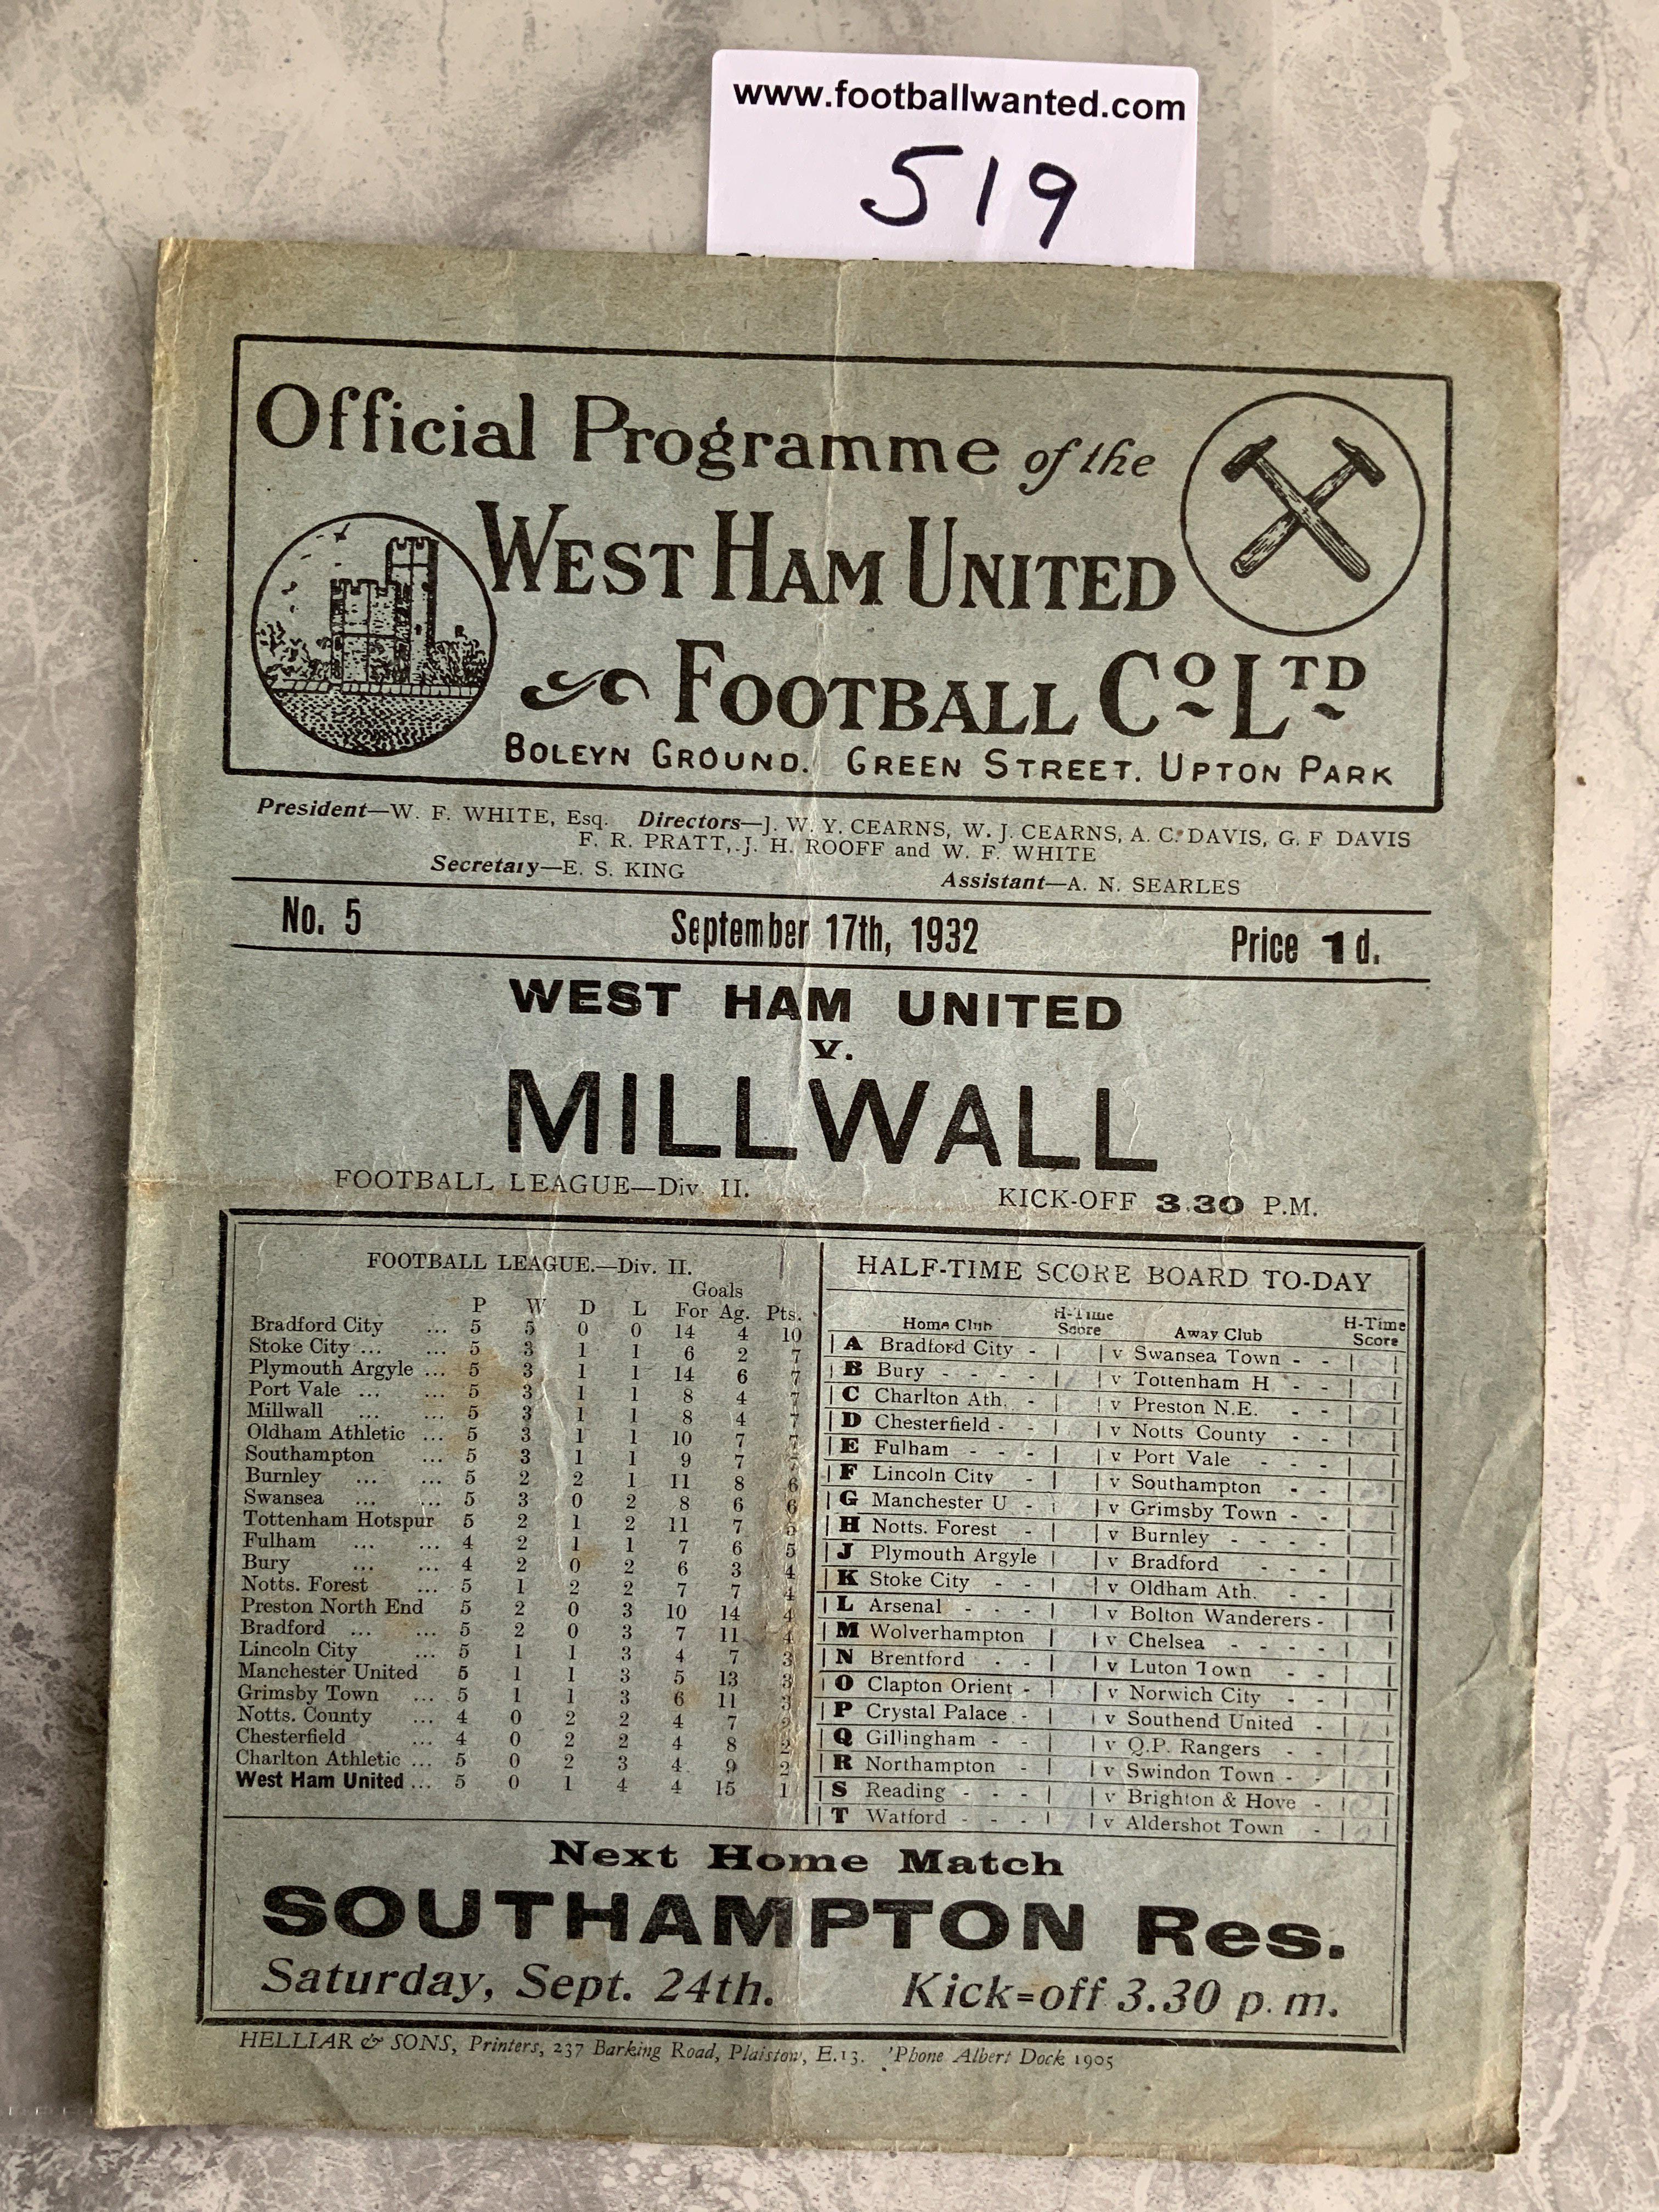 www.footballwanted.com
519
Official Programme of the
WEST HAM UNITED
FOOTBALL Co LTD
BOLEYN GROUND. GREEN STREET. UPTON PARK
President—W. F. WHITE, Esq. Directors—J. W. Y. CEARNS, W. J. CEARNS, A. C. DAVIS, G. F DAVIS
F. R. PRATT, J. H. ROOFF and W. F. WHITE
Secretary—E. S. KING Assistant—A. N. SEARLES
No. 5 September 17th, 1932 Price 1d.
WEST HAM UNITED
v.
MILLWALL
FOOTBALL LEAGUE—Div. II. KICK-OFF 3.30 P.M.
FOOTBALL LEAGUE.—Div. II.
Goals
P W D L For Ag. Pts.
Bradford City ... 5 5 0 0 14 4 10
Stoke City ... ... 5 3 1 1 6 2 7
Plymouth Argyle ... 5 3 1 1 14 6 7
Port Vale ... ... 5 3 1 1 8 4 7
Millwall ... ... 5 3 1 1 8 4 7
Oldham Athletic ... 5 3 1 1 10 7 7
Southampton ... 5 3 1 1 9 7 7
Burnley ... ... 5 2 2 1 11 8 6
Swansea ... ... 5 3 0 2 8 6 6
Tottenham Hotspur 5 2 1 2 11 7 5
Fulham ... ... 4 2 1 1 7 6 5
Bury ... ... 4 2 0 2 6 3 4
Notts. Forest ... 5 1 2 2 7 7 4
Preston North End 5 2 0 3 10 14 4
Bradford ... ... 5 2 0 3 7 11 4
Lincoln City ... 5 1 1 3 4 7 3
Manchester United 5 1 1 3 5 13 3
Grimsby Town ... 5 1 1 3 6 11 3
Notts. County ... 4 0 2 2 4 7 2
Chesterfield ... 4 0 2 2 4 8 2
Charlton Athletic ... 5 0 2 3 4 9 2
West Ham United ... 5 0 1 4 4 15 1
HALF-TIME SCORE BOARD TO-DAY
Home Club H-Time Score Away Club H-Time Score
A Bradford City - v Swansea Town - -
B Bury - - - - v Tottenham H - -
C Charlton Ath. - v Preston N.E. - -
D Chesterfield - - v Notts County - -
E Fulham - - - v Port Vale - - -
F Lincoln City - v Southampton - -
G Manchester U - v Grimsby Town - -
H Notts. Forest - v Burnley - - - -
J Plymouth Argyle v Bradford - - -
K Stoke City - - v Oldham Ath. - -
L Arsenal - - - v Bolton Wanderers -
M Wolverhampton v Chelsea - - - -
N Brentford - - v Luton Town - -
O Clapton Orient - v Norwich City - -
P Crystal Palace - v Southend United -
Q Gillingham - - v Q.P. Rangers - -
R Northampton - v Swindon Town - -
S Reading - - - v Brighton & Hove -
T Watford - - - v Aldershot Town -
Next Home Match
SOUTHAMPTON Res.
Saturday, Sept. 24th. Kick=off 3.30 p.m.
HELLIAR & SONS, Printers, 237 Barking Road, Plaistow, E.13. 'Phone Albert Dock 1905